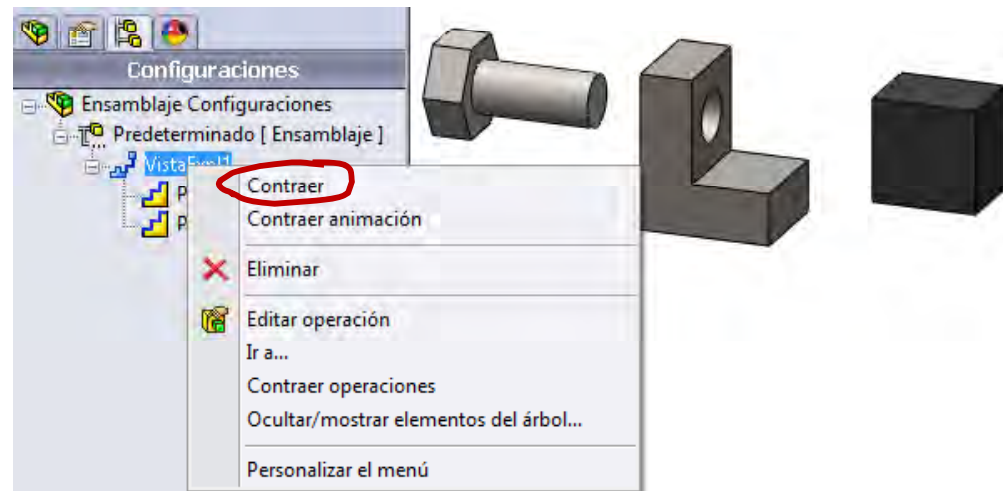 Configuraciones
Ensamblaje Configuraciones
Predeterminado [ Ensamblaje ]
Contraer
Contraer animación
Eliminar
Editar operación
Ir a...
Contraer operaciones
Ocultar/mostrar elementos del árbol...
Personalizar el menú